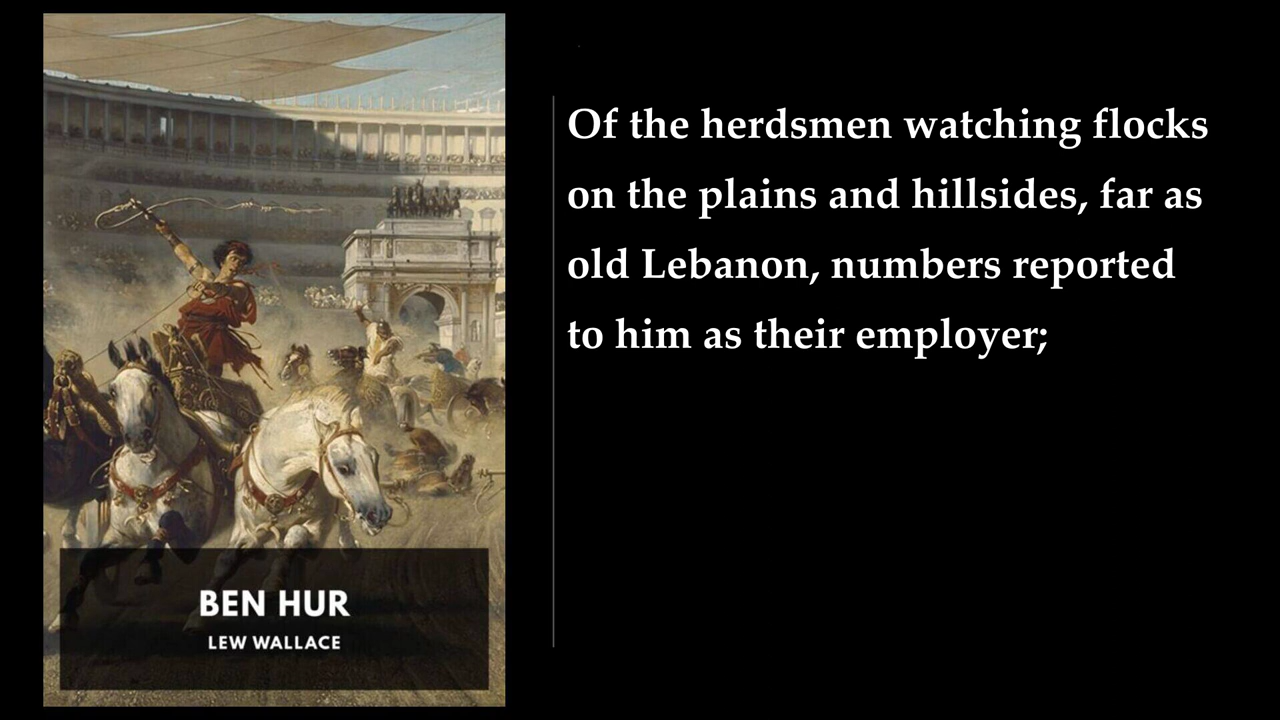 BEN HUR
LEW WALLACE
Of the herdsmen watching flocks
on the plains and hillsides, far as
old Lebanon, numbers reported
to him as their employer;